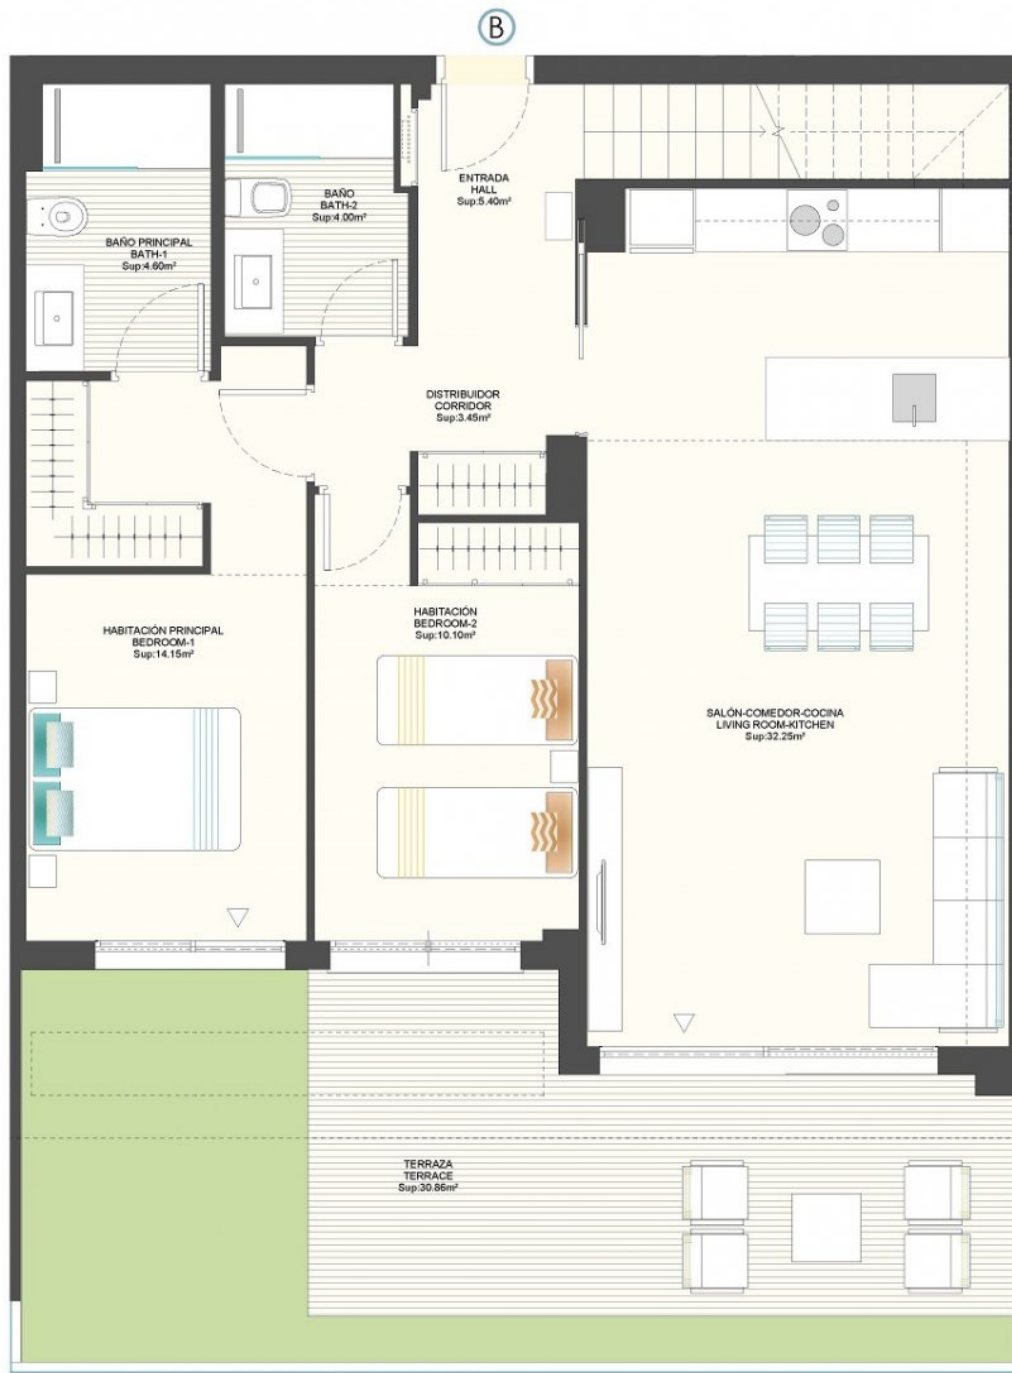 B
ENTRADA
HALL
Sup:5.40m²
BAÑO
BATH-2
Sup:4.00m²
BAÑO PRINCIPAL
BATH-1
Sup:4.60m²
DISTRIBUIDOR
CORRIDOR
Sup:3.45m²
HABITACIÓN PRINCIPAL
BEDROOM-1
Sup:14.15m²
HABITACIÓN
BEDROOM-2
Sup:10.10m²
SALÓN-COMEDOR-COCINA
LIVING ROOM-KITCHEN
Sup:32.25m²
TERRAZA
TERRACE
Sup:30.86m²